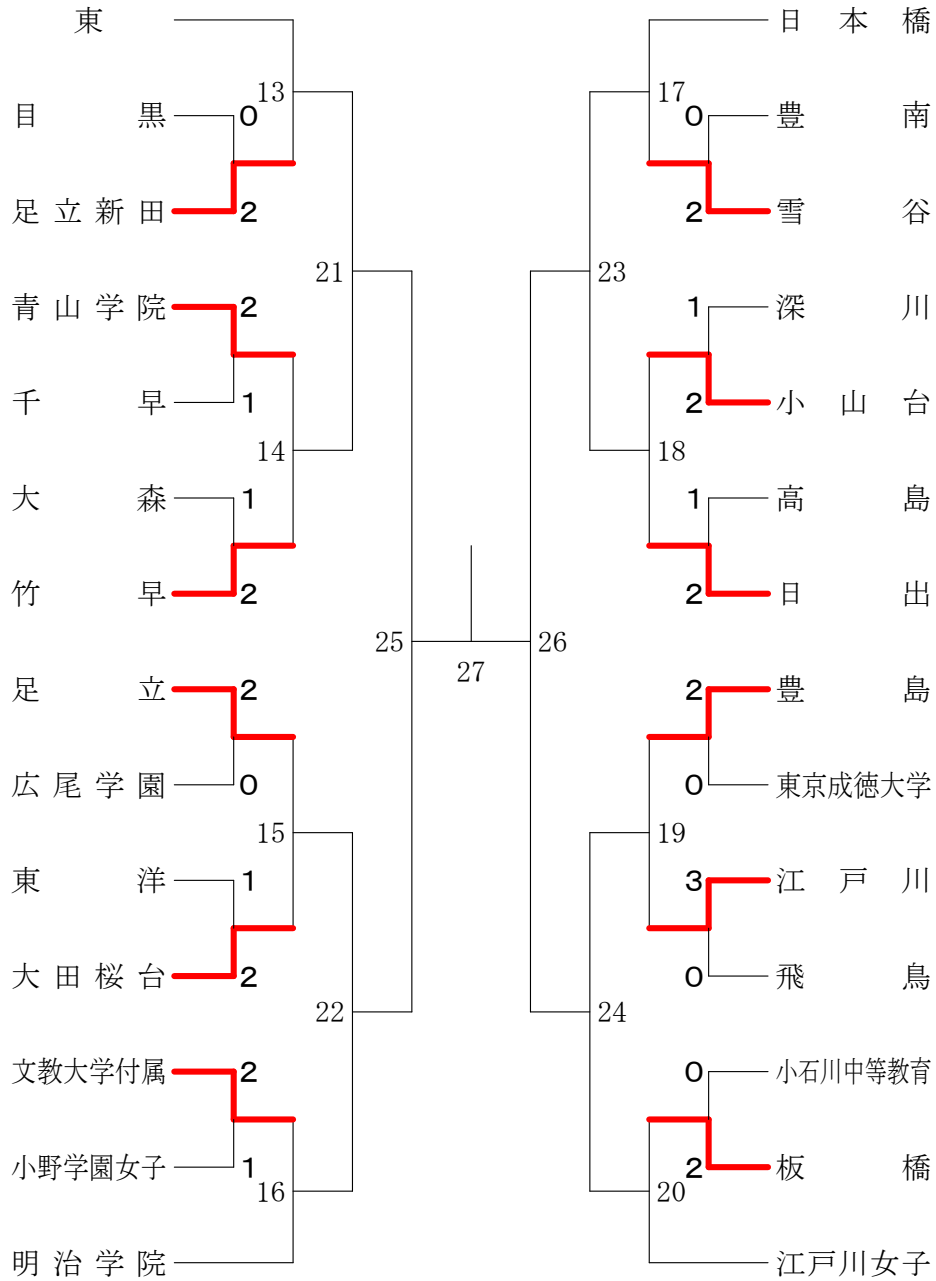 東 日本橋
13 17
目黒 0 0 豊南
足立新田 2 2 雪谷
21 23
青山学院 2 1 深川
千早 1 2 小山台
14 18
大森 1 1 高島
竹早 2 2 日出
25 26
27
足立 2 2 豊島
広尾学園 0 0 東京成徳大学
15 19
東洋 1 3 江戸川
大田桜台 2 0 飛鳥
22 24
文教大学付属 2 0 小石川中等教育
小野学園女子 1 2 板橋
16 20
明治学院 江戸川女子